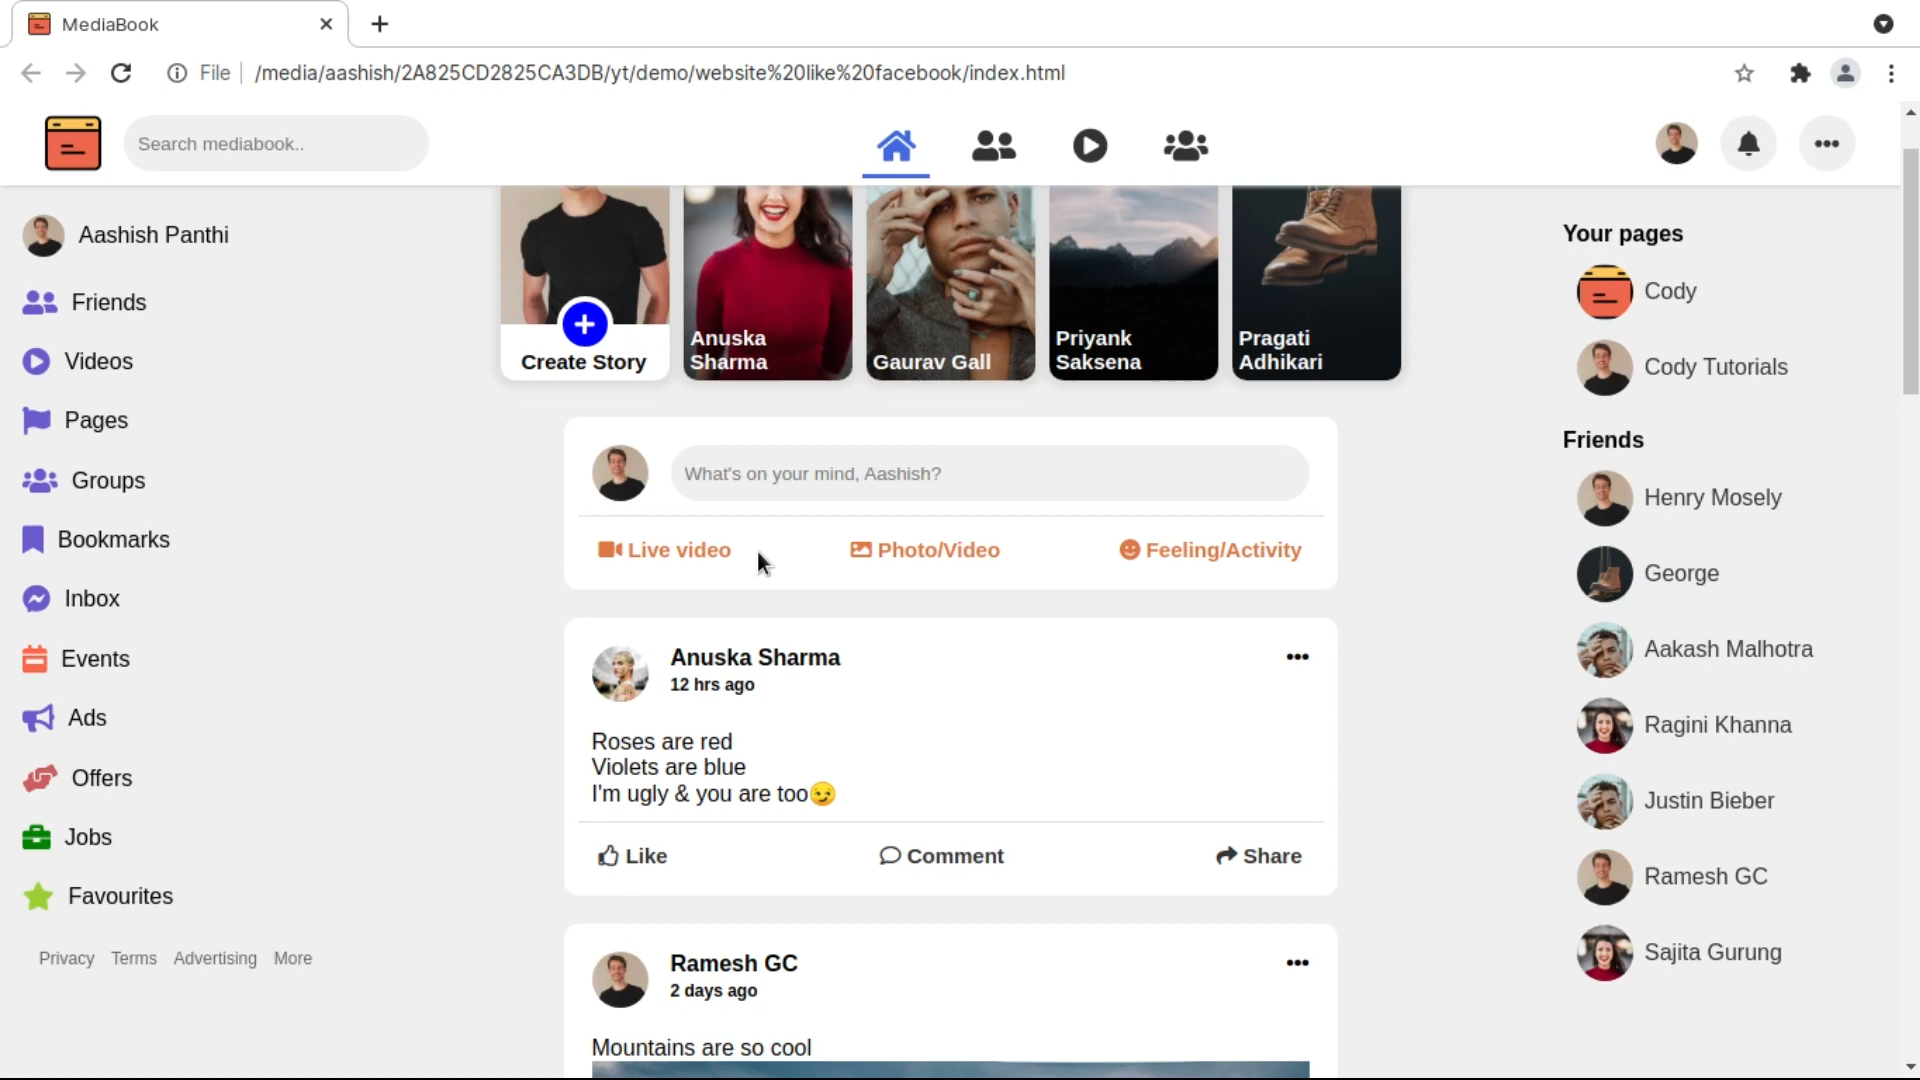 MediaBook
File
/media/aashish/2A825CD2825CA3DB/yt/demo/website%20like%20facebook/index.html
Search mediabook..
Aashish Panthi
Friends
Videos
Pages
Groups
Bookmarks
Inbox
Events
Ads
Offers
Jobs
Favourites
Privacy Terms Advertising More
Create Story
Anuska
Sharma
Gaurav Gall
Priyank
Saksena
Pragati
Adhikari
What's on your mind, Aashish?
Live video
Photo/Video
Feeling/Activity
Anuska Sharma
12 hrs ago
Roses are red
Violets are blue
I'm ugly & you are too😏
Like
Comment
Share
Ramesh GC
2 days ago
Mountains are so cool
Your pages
Cody
Cody Tutorials
Friends
Henry Mosely
George
Aakash Malhotra
Ragini Khanna
Justin Bieber
Ramesh GC
Sajita Gurung